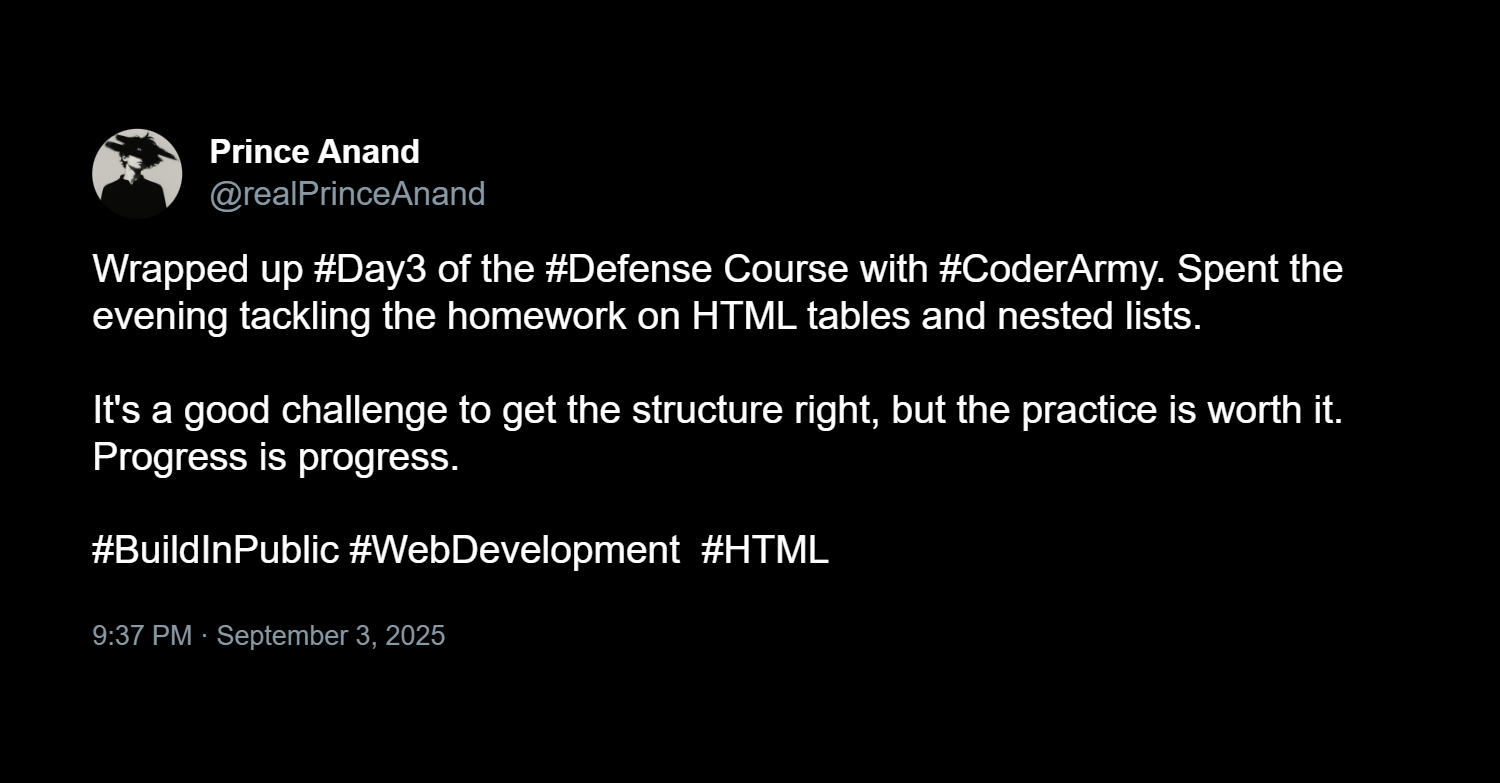 Prince Anand
@realPrinceAnand
Wrapped up #Day3 of the #Defense Course with #CoderArmy. Spent the
evening tackling the homework on HTML tables and nested lists.
It's a good challenge to get the structure right, but the practice is worth it.
Progress is progress.
#BuildInPublic #WebDevelopment  #HTML
9:37 PM · September 3, 2025